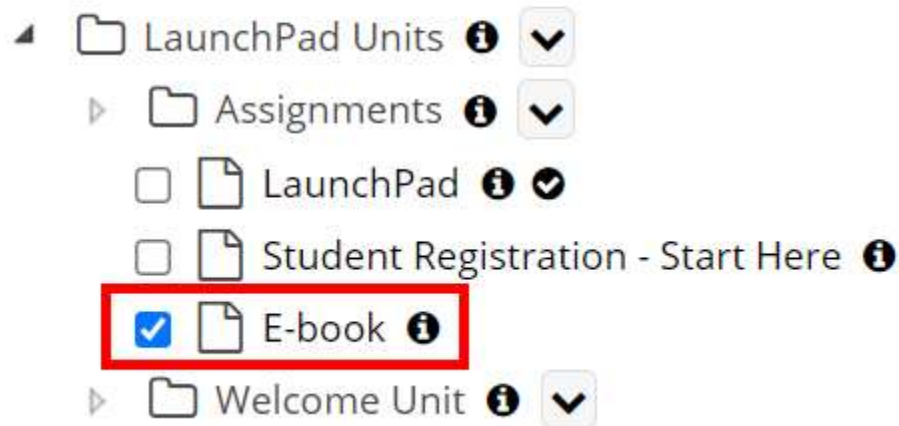 LaunchPad Units
Assignments
LaunchPad
Student Registration - Start Here
E-book
Welcome Unit